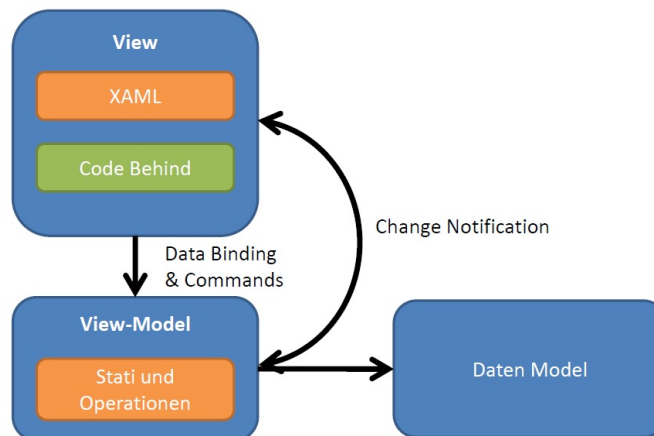 View
XAML
Code Behind
Data Binding
& Commands
Change Notification
View-Model
Stati und
Operationen
Daten Model